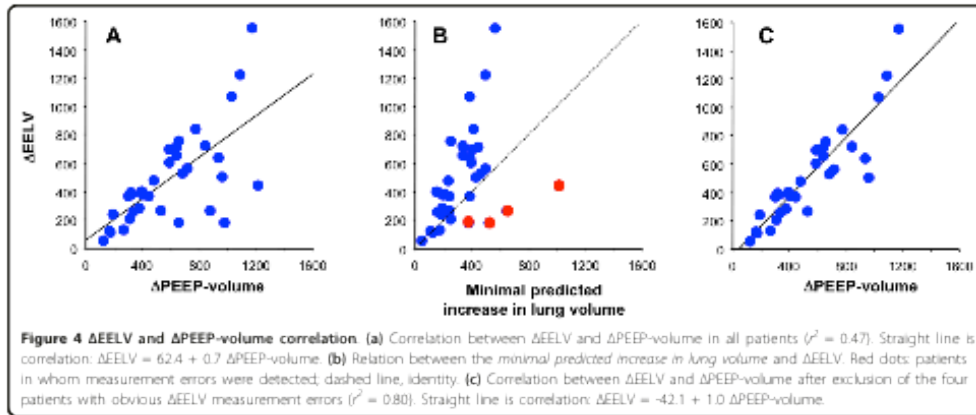 A
B
C
1600
1400
1200
1000
800
600
400
200
0
ΔEELV
0 400 800 1200 1600
ΔPEEP-volume
1600
1400
1200
1000
800
600
400
200
0
0 400 800 1200 1600
Minimal predicted
increase in lung volume
1600
1400
1200
1000
800
600
400
200
0
0 400 800 1200 1600
ΔPEEP-volume
Figure 4 ΔEELV and ΔPEEP-volume correlation. (a) Correlation between ΔEELV and ΔPEEP-volume in all patients (r² = 0.47). Straight line is
correlation: ΔEELV = 62.4 + 0.7 ΔPEEP-volume. (b) Relation between the minimal predicted increase in lung volume and ΔEELV. Red dots: patients
in whom measurement errors were detected; dashed line, identity. (c) Correlation between ΔEELV and ΔPEEP-volume after exclusion of the four
patients with obvious ΔEELV measurement errors (r² = 0.80). Straight line is correlation: ΔEELV = -42.1 + 1.0 ΔPEEP-volume.